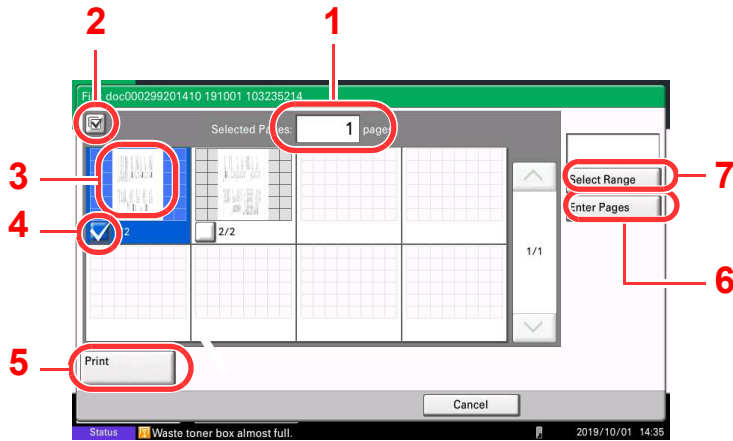 1
2
File: doc000299201410 191001 103235214
Selected Pages: 1 pages
3
7
Select Range
4
2
2/2
Enter Pages
1/1
6
5
Print
Cancel
Status Waste toner box almost full. 2019/10/01 14:35